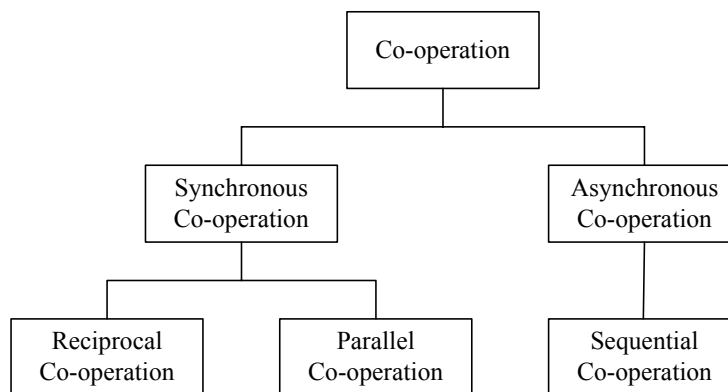 Co-operation
Synchronous
Co-operation
Asynchronous
Co-operation
Reciprocal
Co-operation
Parallel
Co-operation
Sequential
Co-operation